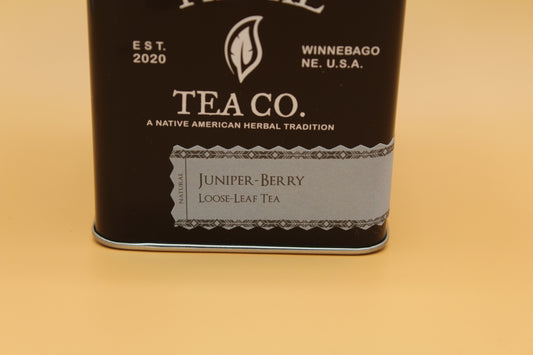 EST.
2020
WINNEBAGO
NE. U.S.A.
TEA CO.
A NATIVE AMERICAN HERBAL TRADITION
NATURAL
JUNIPER-BERRY
LOOSE-LEAF TEA